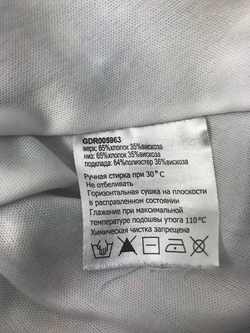 GDR005963
верх: 65%хлопок 35%вискоза
низ: 65%хлопок 35%вискоза
подклада: 64%полиэстер 36%вискоза
Ручная стирка при 30°C
Не отбеливать
Горизонтальная сушка на плоскости
в расправленном состоянии
Глажение при максимальной
температуре подошвы утюга 110°C
Химическая чистка запрещена